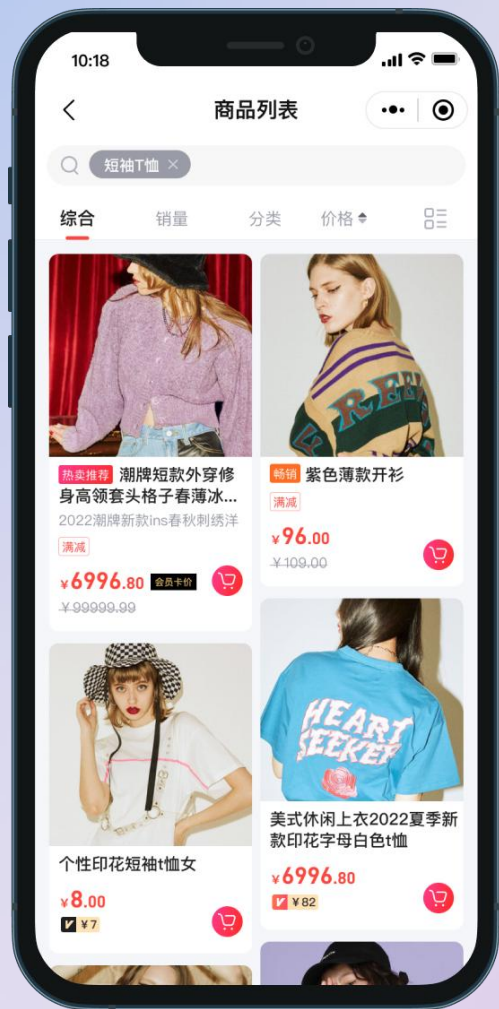 10:18
商品列表
短袖T恤 ×
综合
销量
分类
价格
热卖推荐 潮牌短款外穿修
身高领套头格子春薄冰...
2022潮牌新款ins春秋刺绣洋
满减
¥6996.80 会员卡价
¥99999.99
REE
畅销 紫色薄款开衫
满减
¥96.00
¥109.00
个性印花短袖t恤女
¥8.00
¥7
HEART
SEEKER
美式休闲上衣2022夏季新
款印花字母白色t恤
¥6996.80
¥82